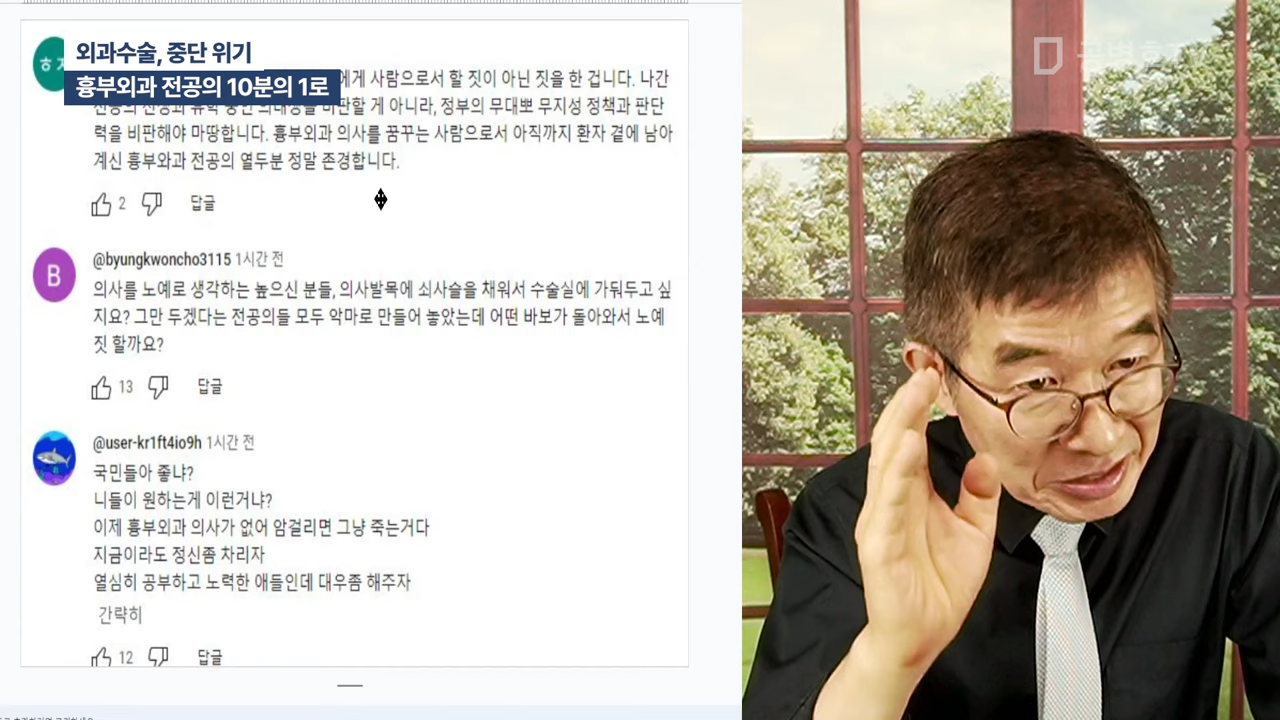 외과수술, 중단 위기
흉부외과 전공의 10분의 1로
에게 사람으로서 할 짓이 아닌 짓을 한 겁니다. 나간
비판할 게 아니라, 정부의 무대뽀 무지성 정책과 판단
력을 비판해야 마땅합니다. 흉부외과 의사를 꿈꾸는 사람으로서 아직까지 환자 곁에 남아
계신 흉부와과 전공의 열두분 정말 존경합니다.
2 답글
B
@byungkwoncho3115 1시간 전
의사를 노예로 생각하는 높으신 분들, 의사발목에 쇠사슬을 채워서 수술실에 가둬두고 싶
지요? 그만 두겠다는 전공의들 모두 악마로 만들어 놓았는데 어떤 바보가 돌아와서 노예
짓 할까요?
13 답글
@user-kr1ft4io9h 1시간 전
국민들아 좋냐?
니들이 원하는게 이런거냐?
이제 흉부외과 의사가 없어 암걸리면 그냥 죽는거다
지금이라도 정신좀 차리자
열심히 공부하고 노력한 애들인데 대우좀 해주자
간략히
12 답글